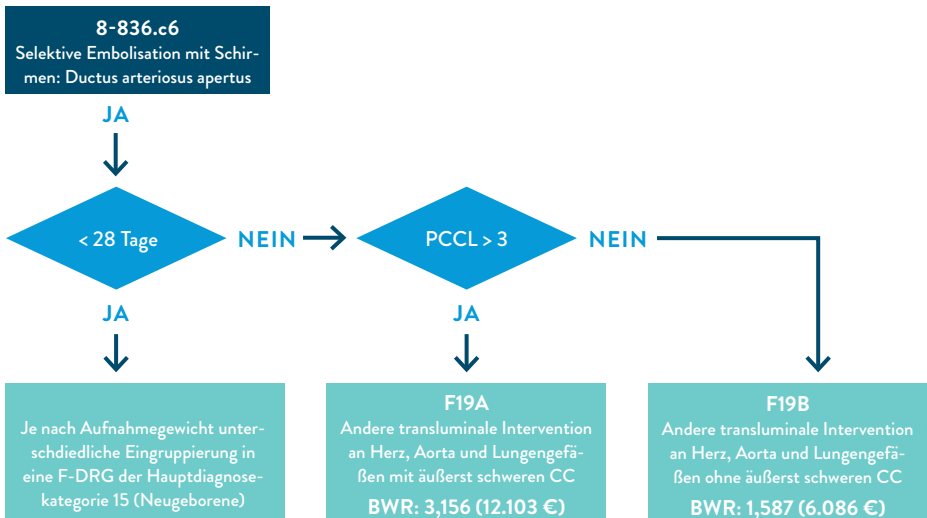 8-836.c6
Selektive Embolisation mit Schir-
men: Ductus arteriosus apertus
JA
< 28 Tage
NEIN
PCCL > 3
NEIN
JA
JA
Je nach Aufnahmegewicht unter-
schiedliche Eingruppierung in
eine F-DRG der Hauptdiagnose-
kategorie 15 (Neugeborene)
F19A
Andere transluminale Intervention
an Herz, Aorta und Lungengefä-
ßen mit äußerst schweren CC
BWR: 3,156 (12.103 €)
F19B
Andere transluminale Intervention
an Herz, Aorta und Lungengefä-
ßen ohne äußerst schweren CC
BWR: 1,587 (6.086 €)